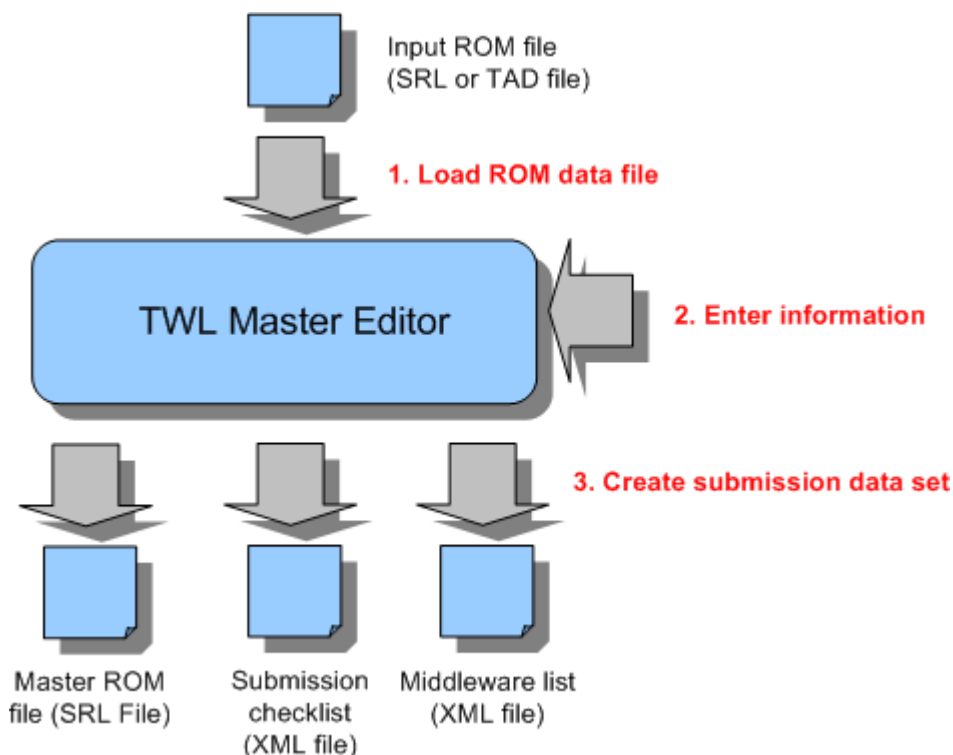 Input ROM file
(SRL or TAD file)
1. Load ROM data file
TWL Master Editor
2. Enter information
3. Create submission data set
Master ROM
file (SRL File)
Submission
checklist
(XML file)
Middleware list
(XML file)